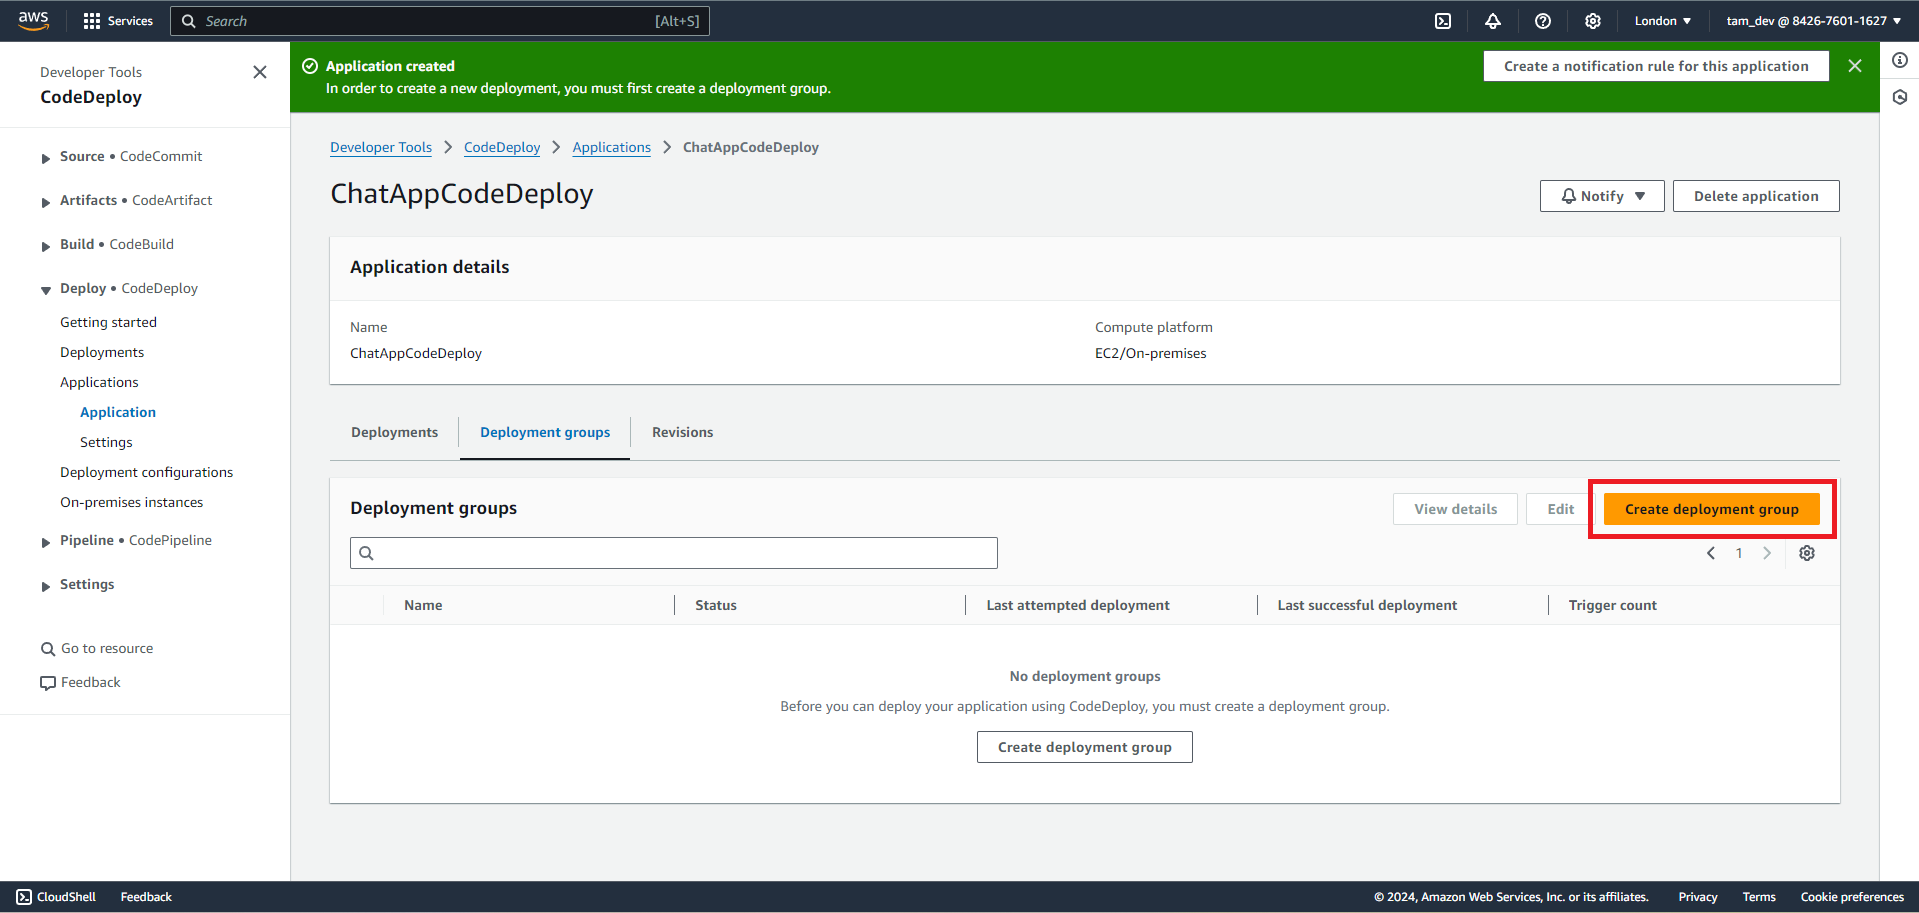 aws
Services
Search [Alt+S]
London
tam_dev @ 8426-7601-1627
Developer Tools
CodeDeploy
Source • CodeCommit
Artifacts • CodeArtifact
Build • CodeBuild
Deploy • CodeDeploy
Getting started
Deployments
Applications
Application
Settings
Deployment configurations
On-premises instances
Pipeline • CodePipeline
Settings
Go to resource
Feedback
Application created
In order to create a new deployment, you must first create a deployment group.
Create a notification rule for this application
Developer Tools > CodeDeploy > Applications > ChatAppCodeDeploy
ChatAppCodeDeploy
Notify
Delete application
Application details
Name
ChatAppCodeDeploy
Compute platform
EC2/On-premises
Deployments
Deployment groups
Revisions
Deployment groups
View details
Edit
Create deployment group
1
Name
Status
Last attempted deployment
Last successful deployment
Trigger count
No deployment groups
Before you can deploy your application using CodeDeploy, you must create a deployment group.
Create deployment group
CloudShell
Feedback
© 2024, Amazon Web Services, Inc. or its affiliates.
Privacy
Terms
Cookie preferences